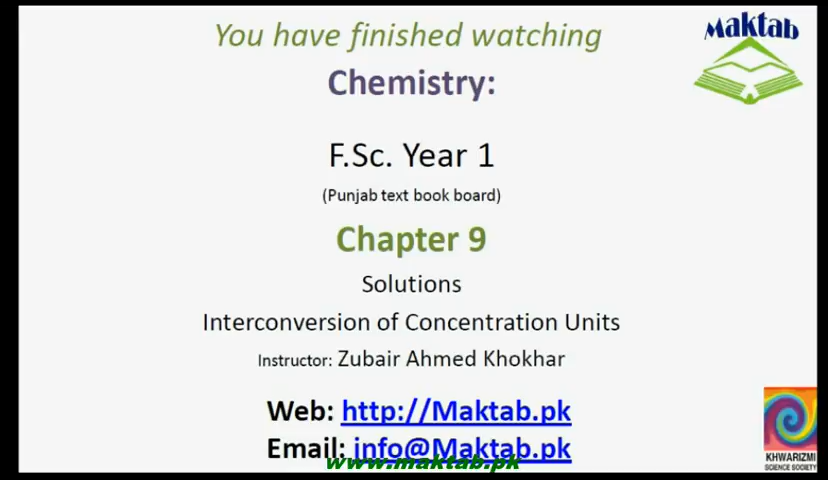 You have finished watching
Maktab
Chemistry:
F.Sc. Year 1
(Punjab text book board)
Chapter 9
Solutions
Interconversion of Concentration Units
Instructor: Zubair Ahmed Khokhar
Web: http://Maktab.pk
Email: info@Maktab.pk
www.maktab.pk
KHWARIZMI
SCIENCE SOCIETY